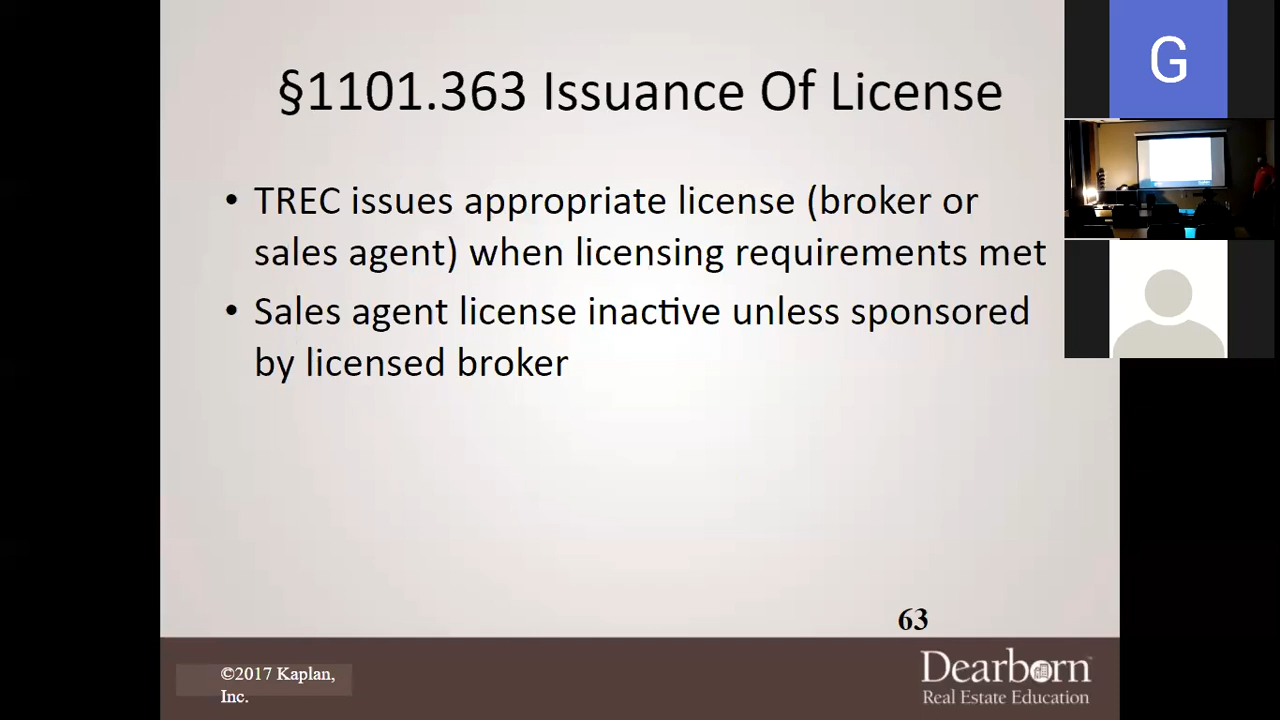 §1101.363 Issuance Of License
• TREC issues appropriate license (broker or
sales agent) when licensing requirements met
• Sales agent license inactive unless sponsored
by licensed broker
63
©2017 Kaplan,
Inc.
Dearborn
Real Estate Education
G